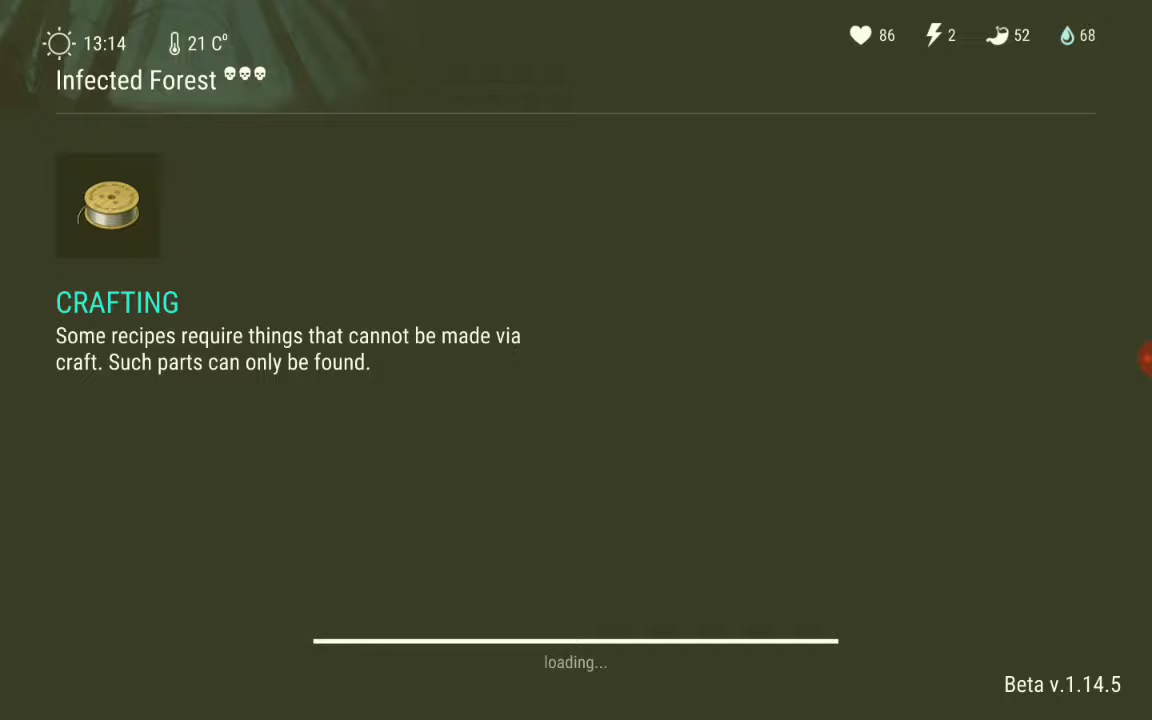 13:14 21 C⁰
86 2 52 68
Infected Forest
CRAFTING
Some recipes require things that cannot be made via
craft. Such parts can only be found.
loading...
Beta v.1.14.5